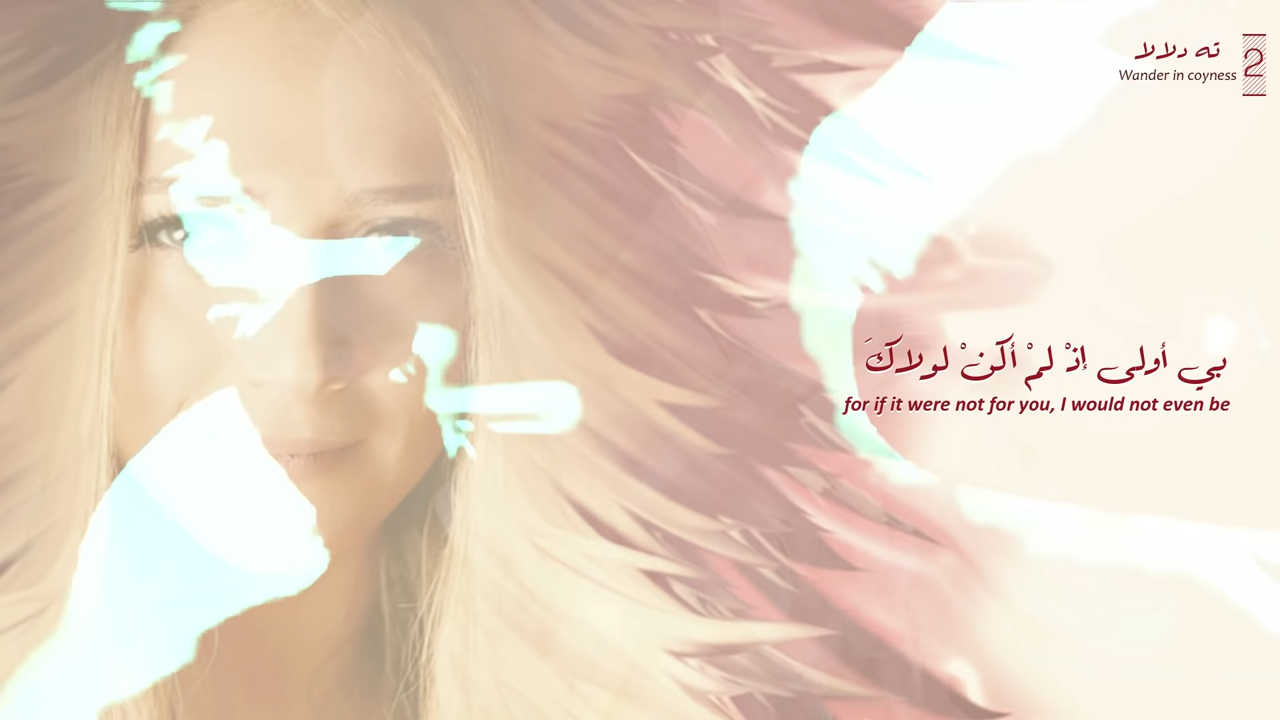 ته دلالا
Wander in coyness
2
بي أولى إذْ لمْ أكنْ لولاكَ
for if it were not for you, I would not even be